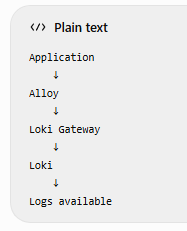 </> Plain text
Application
↓
Alloy
↓
Loki Gateway
↓
Loki
↓
Logs available